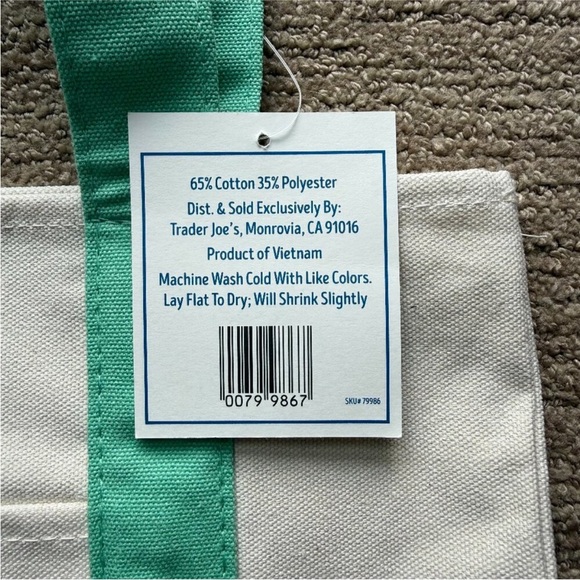 65% Cotton 35% Polyester
Dist. & Sold Exclusively By:
Trader Joe's, Monrovia, CA 91016
Product of Vietnam
Machine Wash Cold With Like Colors.
Lay Flat To Dry; Will Shrink Slightly
0079 9867
SKU# 79986